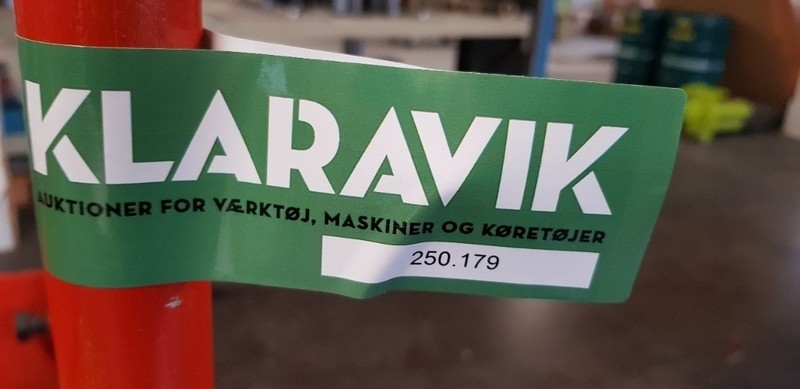 KLARAVIK
AUKTIONER FOR VÆRKTØJ, MASKINER OG KØRETØJER
250.179